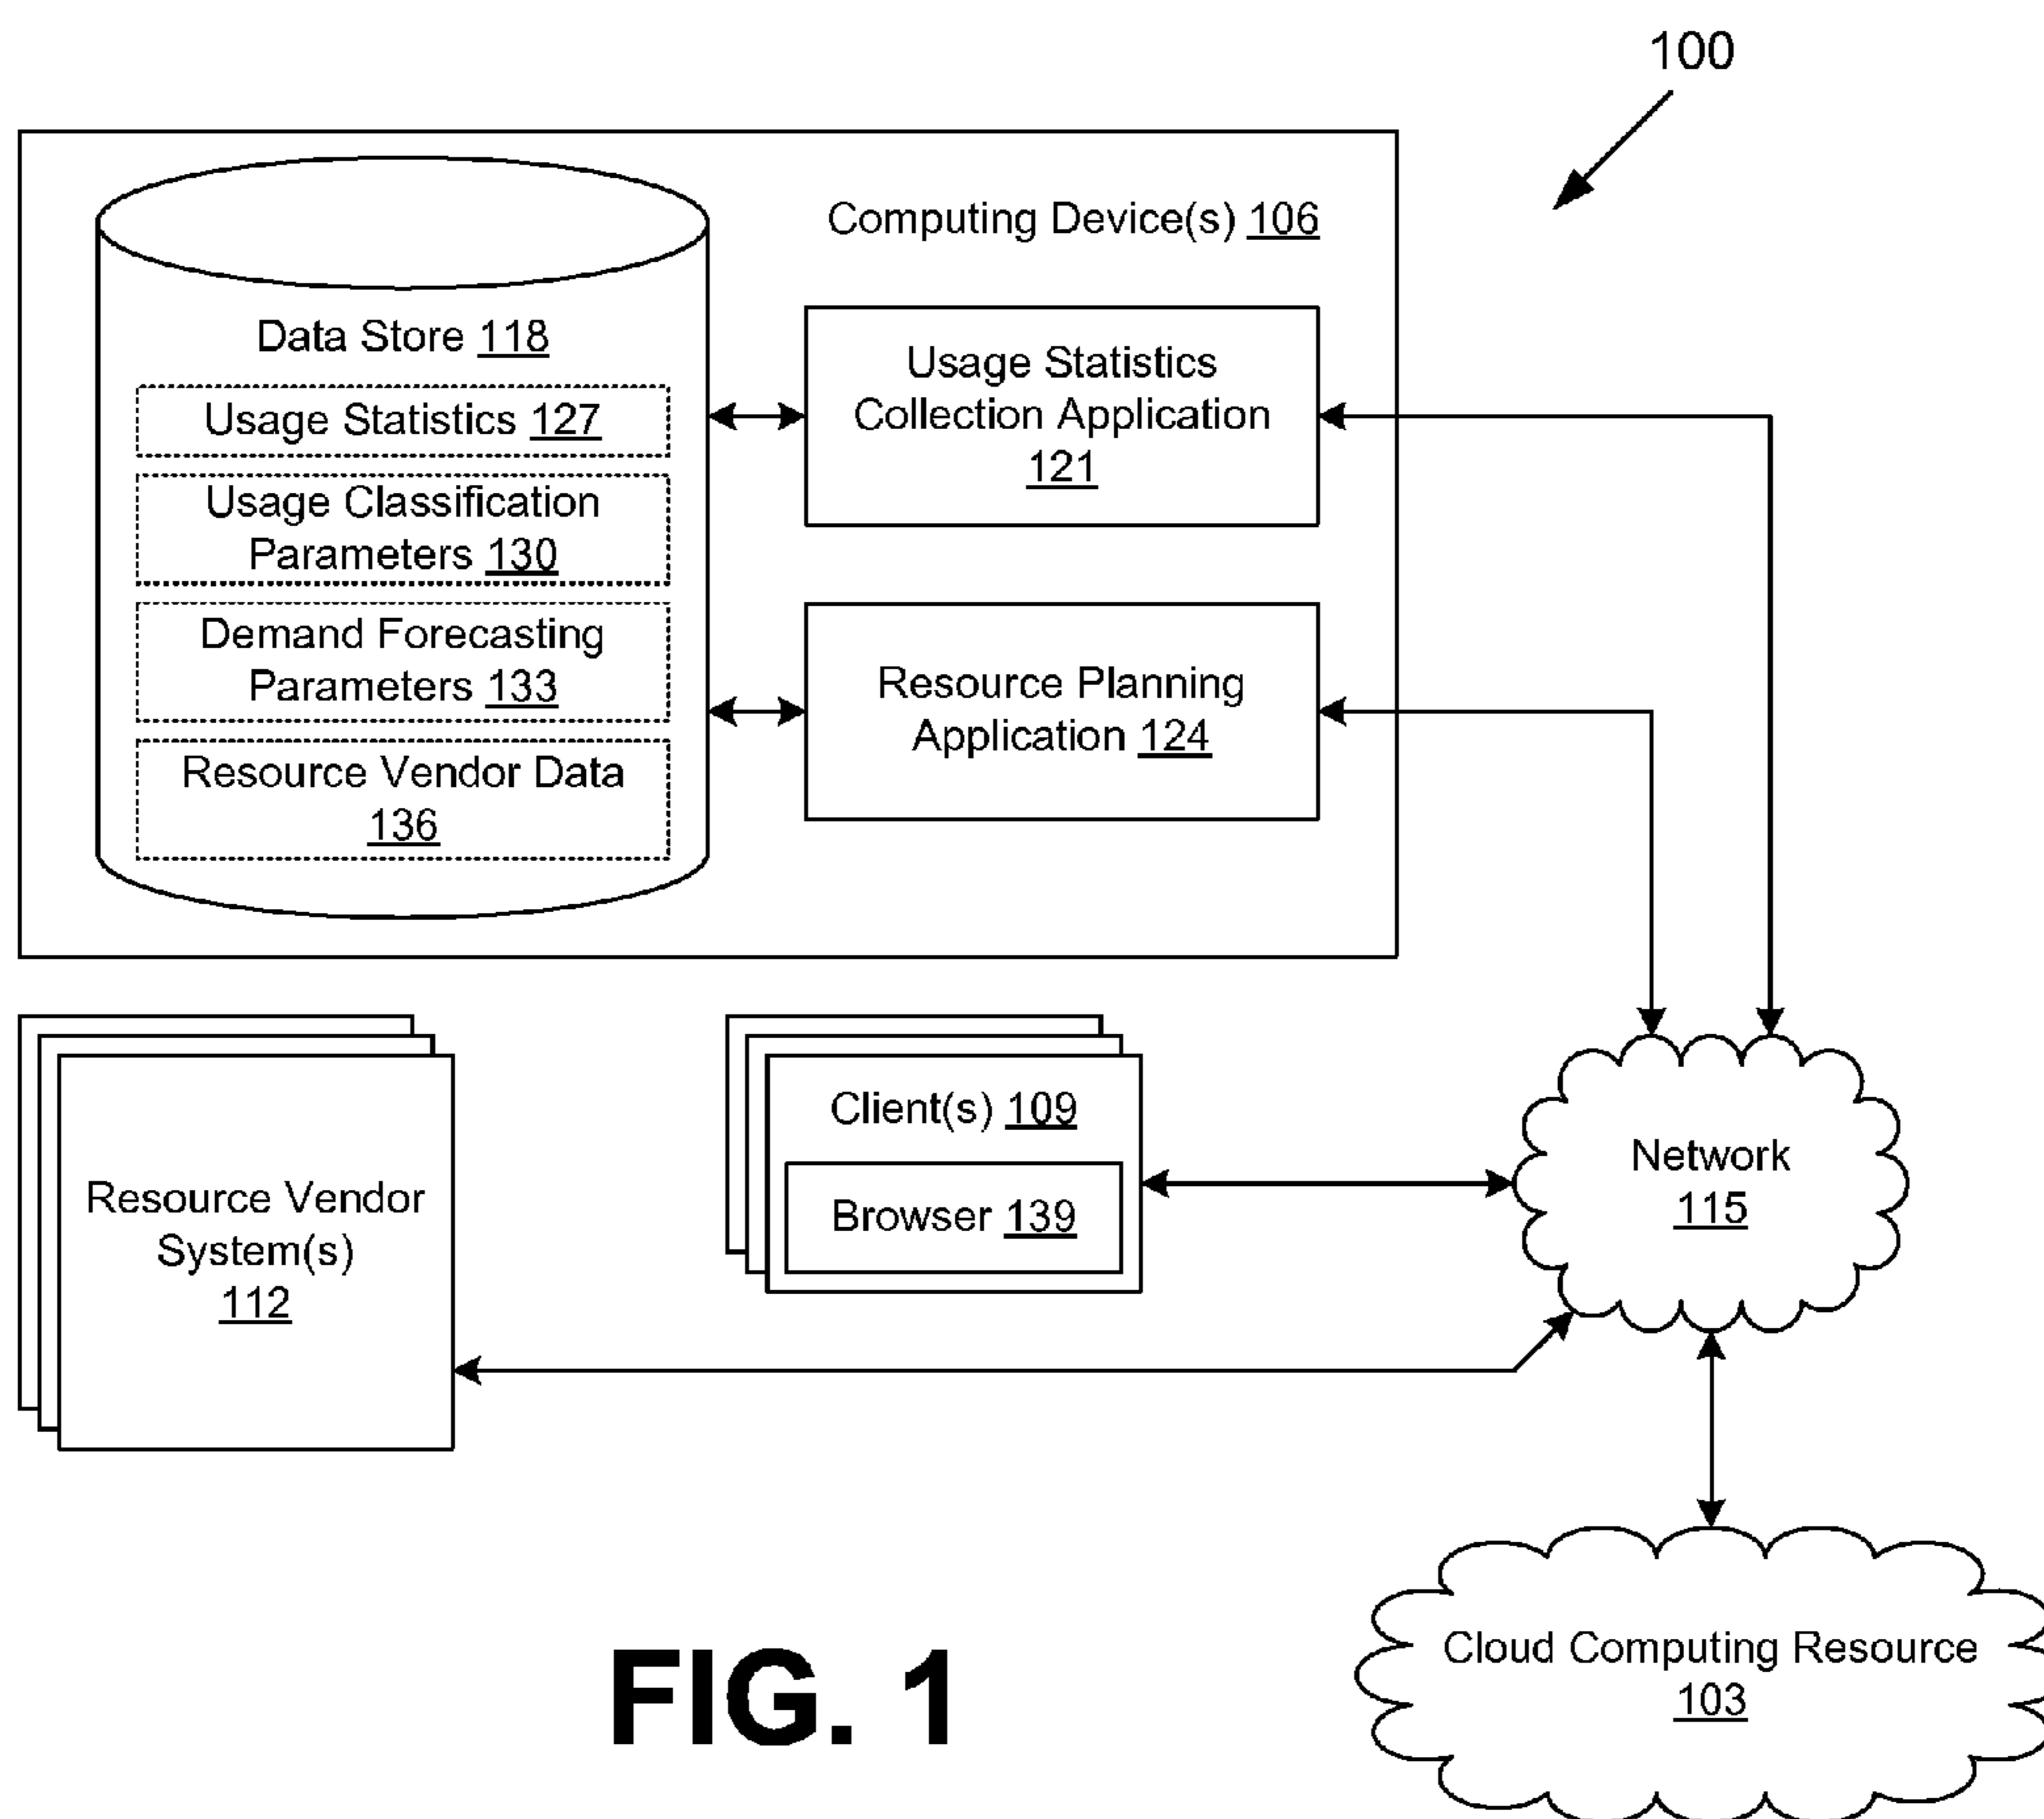 100
Computing Device(s) 106
Data Store 118
Usage Statistics 127
Usage Classification
Parameters 130
Demand Forecasting
Parameters 133
Resource Vendor Data
136
Usage Statistics
Collection Application
121
Resource Planning
Application 124
Resource Vendor
System(s)
112
Client(s) 109
Browser 139
Network
115
Cloud Computing Resource
103
FIG. 1